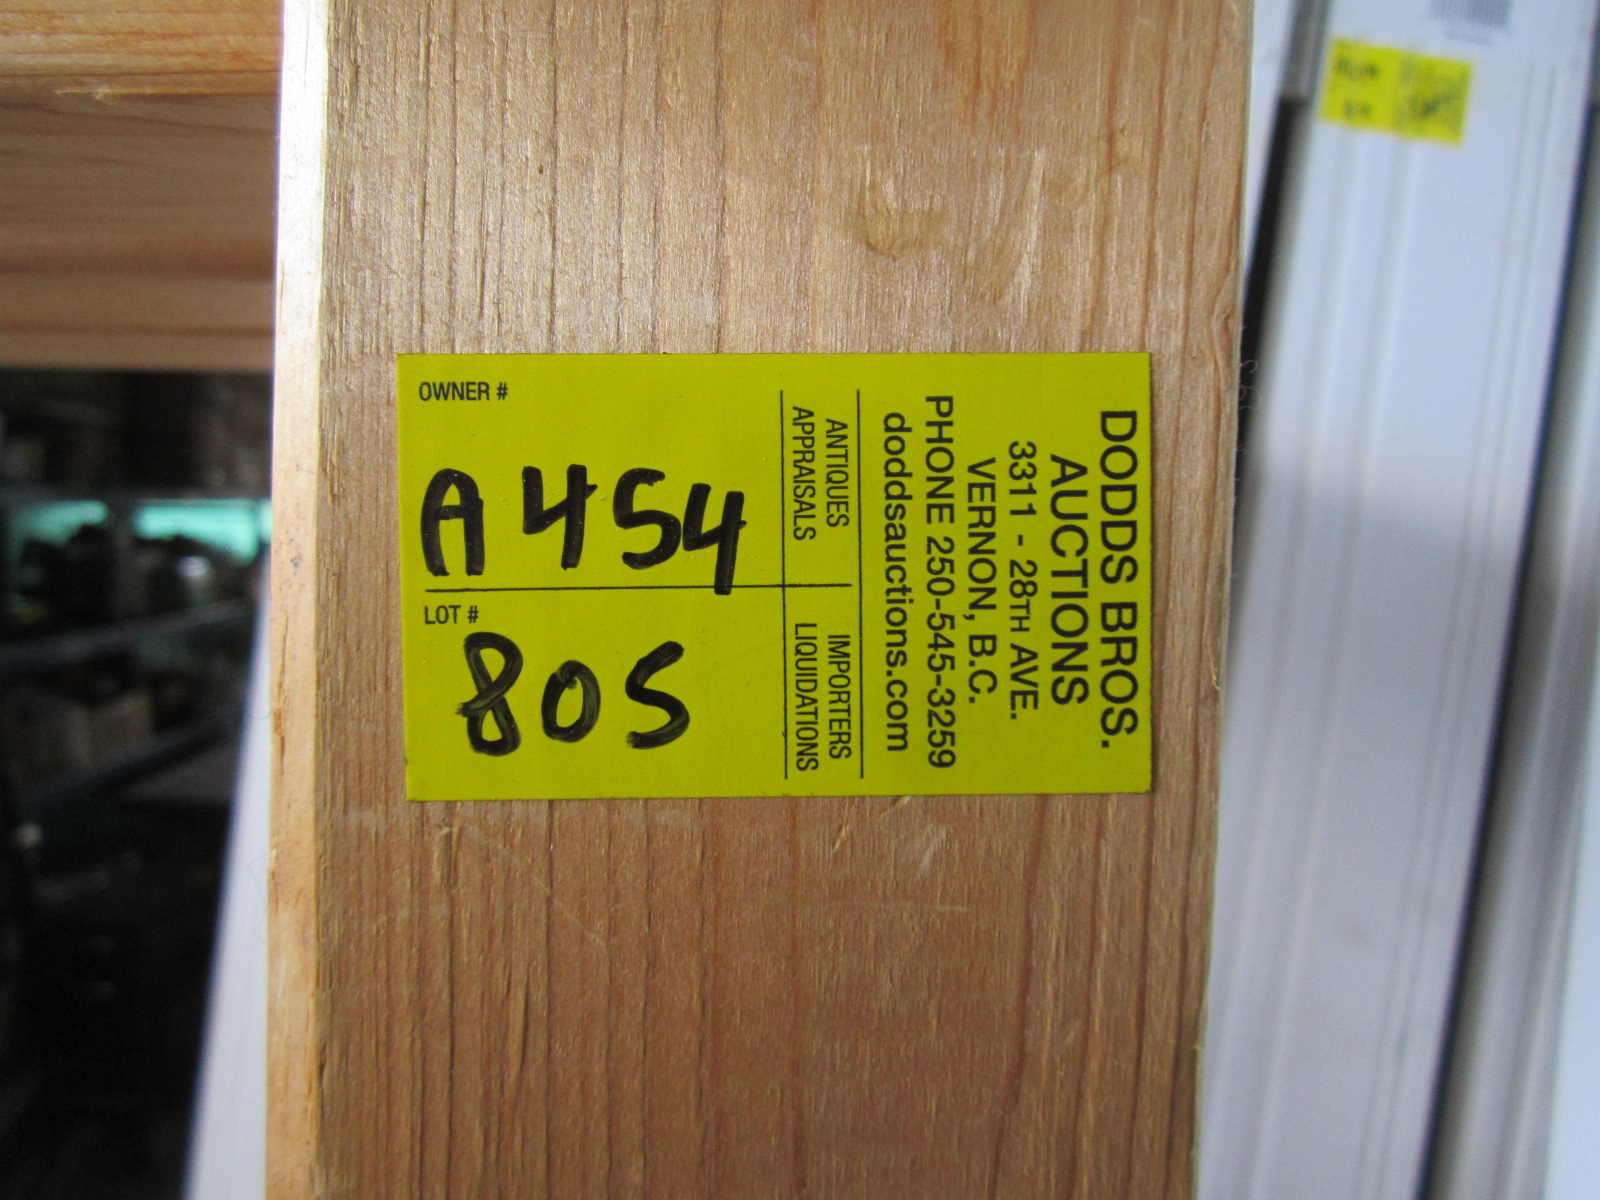 OWNER #
A 454
LOT #
805
ANTIQUES
APPRAISALS
IMPORTERS
LIQUIDATIONS
DODDS BROS.
AUCTIONS
3311 - 28TH AVE.
VERNON, B.C.
PHONE 250-545-3259
doddsauctions.com